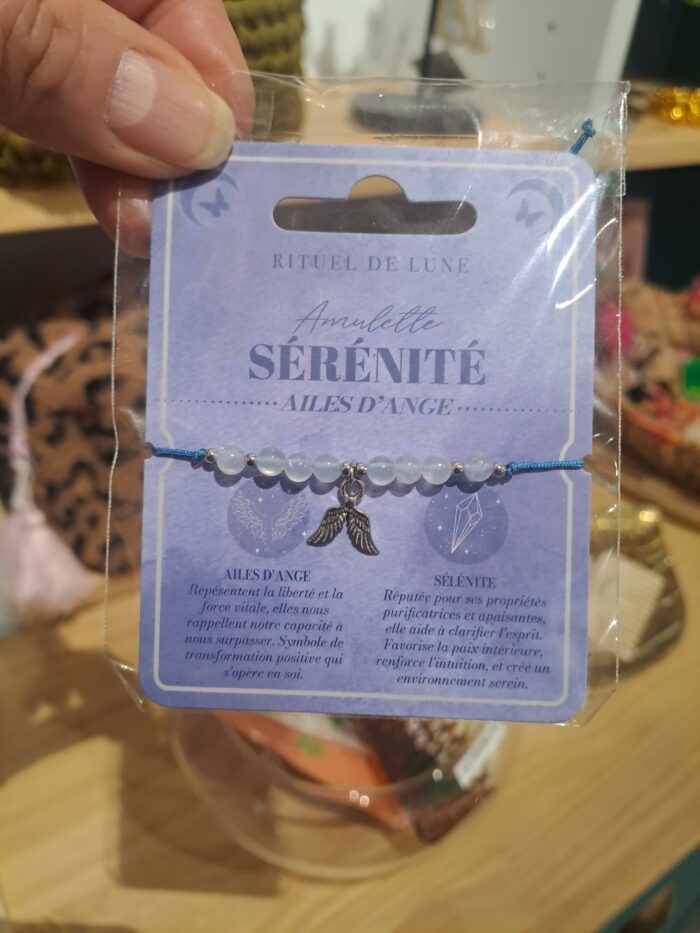 RITUEL DE LUNE
Amulette
SÉRÉNITÉ
AILES D'ANGE
AILES D'ANGE
Représentent la liberté et la
force vitale, elles nous
rappellent notre capacité à
nous surpasser. Symbole de
transformation positive qui
s'opère en soi.
SÉLÉNITE
Réputée pour ses propriétés
purificatrices et apaisantes,
elle aide à clarifier l'esprit.
Favorise la paix intérieure,
renforce l'intuition, et créé un
environnement serein.